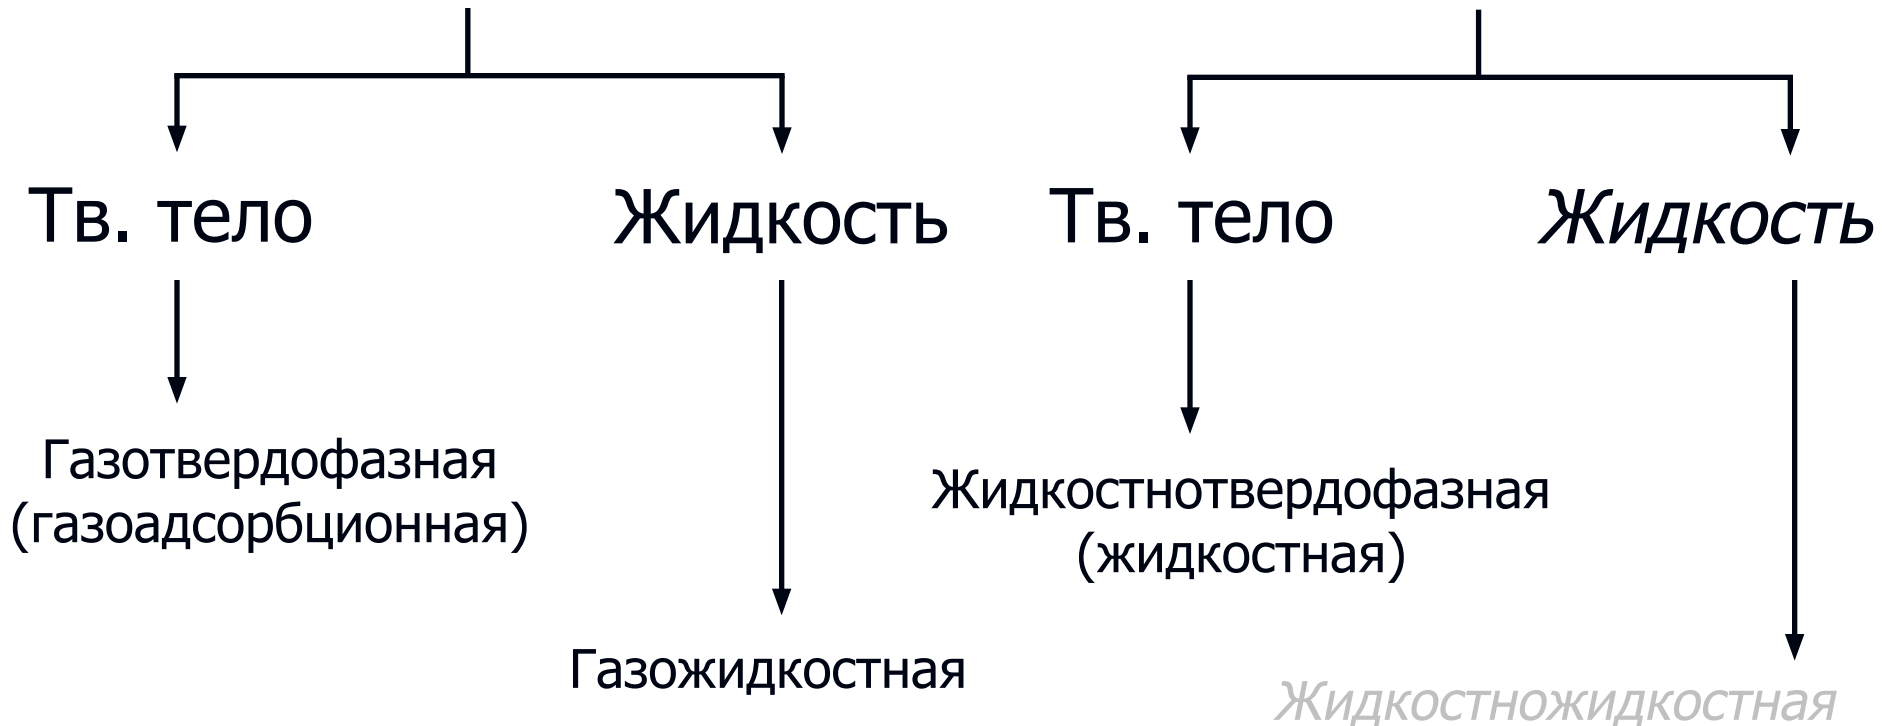 Тв. тело
Жидкость
Тв. тело
Жидкость
Газотвердофазная
(газоадсорбционная)
Жидкостнотвердофазная
(жидкостная)
Газожидкостная
Жидкостножидкостная